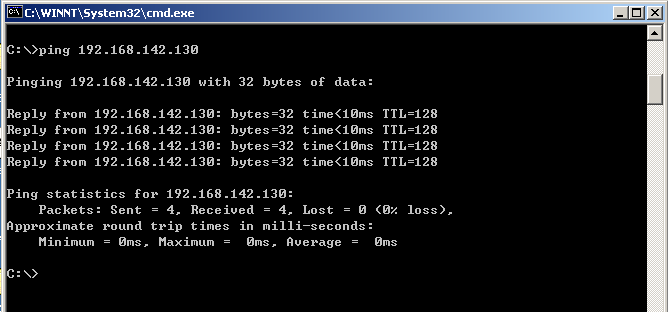 C:\WINNT\System32\cmd.exe
C:\>ping 192.168.142.130
Pinging 192.168.142.130 with 32 bytes of data:
Reply from 192.168.142.130: bytes=32 time<10ms TTL=128
Reply from 192.168.142.130: bytes=32 time<10ms TTL=128
Reply from 192.168.142.130: bytes=32 time<10ms TTL=128
Reply from 192.168.142.130: bytes=32 time<10ms TTL=128
Ping statistics for 192.168.142.130:
    Packets: Sent = 4, Received = 4, Lost = 0 (0% loss),
Approximate round trip times in milli-seconds:
    Minimum = 0ms, Maximum =  0ms, Average =  0ms
C:\>